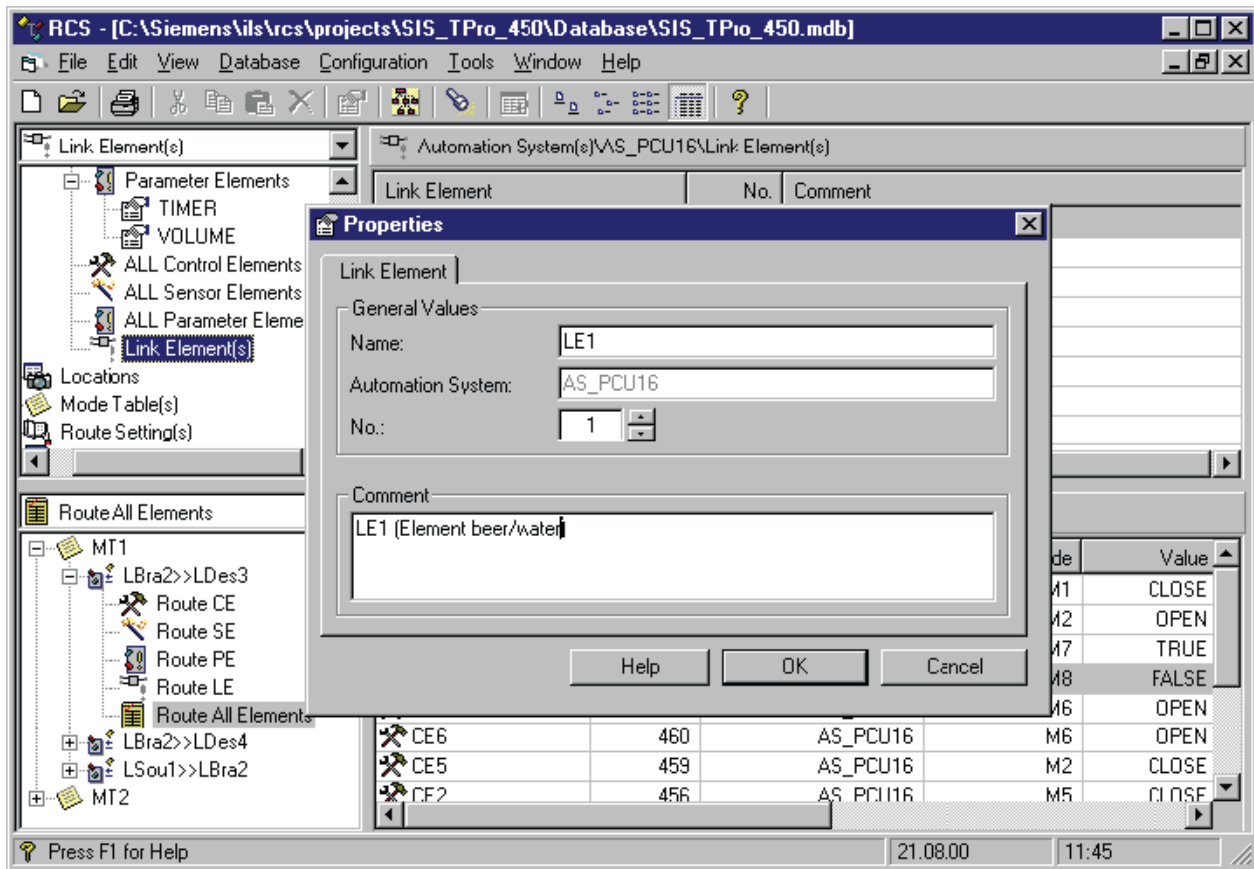 RCS - [C:\Siemens\ils\rcs\projects\SIS_TPro_450\Database\SIS_TPro_450.mdb]
File Edit View Database Configuration Tools Window Help
Link Element(s)
Automation System(s)\AS_PCU16\Link Element(s)
Parameter Elements
TIMER
VOLUME
ALL Control Elements
ALL Sensor Elements
ALL Parameter Eleme
Link Element(s)
Locations
Mode Table(s)
Route Setting(s)
Link Element No. Comment
Properties
Link Element
General Values
Name: LE1
Automation System: AS_PCU16
No.: 1
Comment
LE1 (Element beer/water
Help OK Cancel
Route All Elements
MT1
LBra2>>LDes3
Route CE
Route SE
Route PE
Route LE
Route All Elements
LBra2>>LDes4
LSou1>>LBra2
MT2
de Value
M1 CLOSE
M2 OPEN
M7 TRUE
M8 FALSE
M6 OPEN
CE6 460 AS_PCU16 M6 OPEN
CE5 459 AS_PCU16 M2 CLOSE
CE2 456 AS_PCU16 M5 CLOSE
Press F1 for Help 21.08.00 11:45